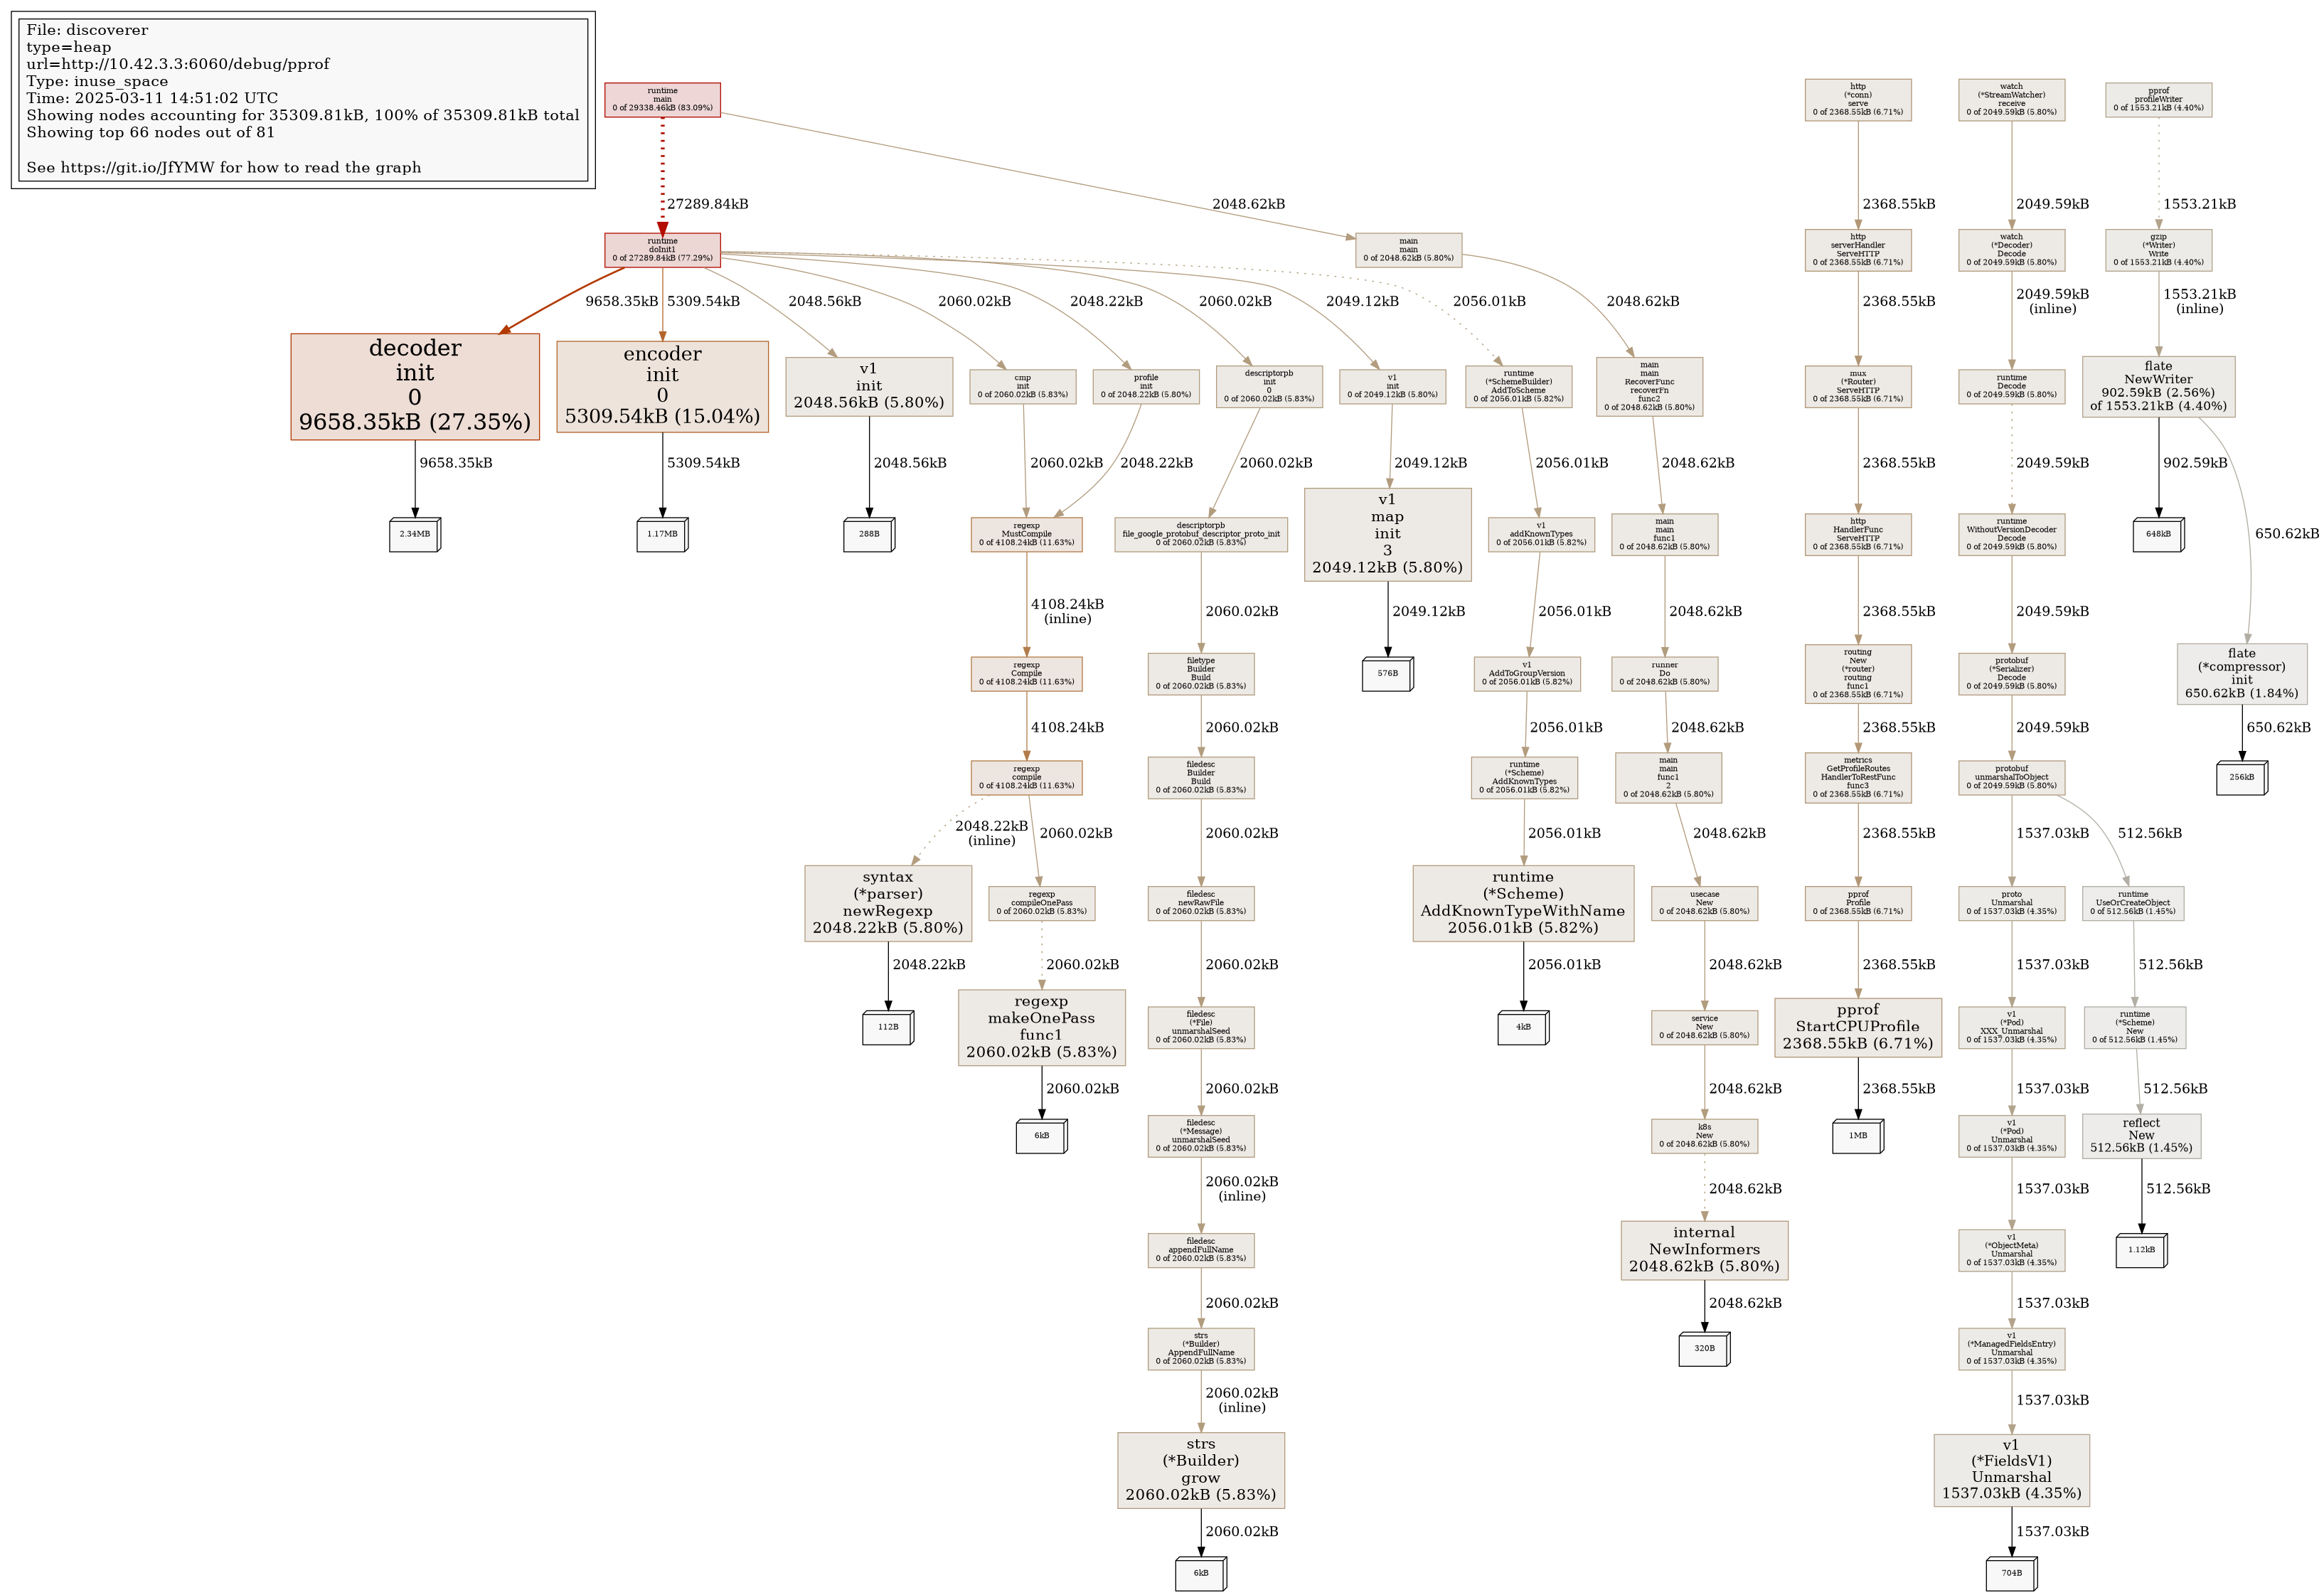 File: discoverer
type=heap
url=http://10.42.3.3:6060/debug/pprof
Type: inuse_space
Time: 2025-03-11 14:51:02 UTC
Showing nodes accounting for 35309.81kB, 100% of 35309.81kB total
Showing top 66 nodes out of 81
See https://git.io/JfYMW for how to read the graph
runtime
main
0 of 29338.46kB (83.09%)
http
(*conn)
serve
0 of 2368.55kB (6.71%)
watch
(*StreamWatcher)
receive
0 of 2049.59kB (5.80%)
pprof
profileWriter
0 of 1553.21kB (4.40%)
27289.84kB
2048.62kB
2368.55kB
2049.59kB
1553.21kB
runtime
doInit1
0 of 27289.84kB (77.29%)
main
main
0 of 2048.62kB (5.80%)
http
serverHandler
ServeHTTP
0 of 2368.55kB (6.71%)
watch
(*Decoder)
Decode
0 of 2049.59kB (5.80%)
gzip
(*Writer)
Write
0 of 1553.21kB (4.40%)
9658.35kB
5309.54kB
2048.56kB
2060.02kB
2048.22kB
2060.02kB
2049.12kB
2056.01kB
2048.62kB
2368.55kB
2049.59kB
(inline)
1553.21kB
(inline)
decoder
init
0
9658.35kB (27.35%)
encoder
init
0
5309.54kB (15.04%)
v1
init
2048.56kB (5.80%)
cmp
init
0 of 2060.02kB (5.83%)
profile
init
0 of 2048.22kB (5.80%)
descriptorpb
init
0
0 of 2060.02kB (5.83%)
v1
init
0 of 2049.12kB (5.80%)
runtime
(*SchemeBuilder)
AddToScheme
0 of 2056.01kB (5.82%)
main
main
RecoverFunc
recoverFn
func2
0 of 2048.62kB (5.80%)
mux
(*Router)
ServeHTTP
0 of 2368.55kB (6.71%)
runtime
Decode
0 of 2049.59kB (5.80%)
flate
NewWriter
902.59kB (2.56%)
of 1553.21kB (4.40%)
9658.35kB
5309.54kB
2048.56kB
2060.02kB
2048.22kB
2060.02kB
2049.12kB
2056.01kB
2048.62kB
2368.55kB
2049.59kB
902.59kB
650.62kB
2.34MB
1.17MB
288B
regexp
MustCompile
0 of 4108.24kB (11.63%)
descriptorpb
file_google_protobuf_descriptor_proto_init
0 of 2060.02kB (5.83%)
v1
map
init
3
2049.12kB (5.80%)
v1
addKnownTypes
0 of 2056.01kB (5.82%)
main
main
func1
0 of 2048.62kB (5.80%)
http
HandlerFunc
ServeHTTP
0 of 2368.55kB (6.71%)
runtime
WithoutVersionDecoder
Decode
0 of 2049.59kB (5.80%)
648kB
4108.24kB
(inline)
2060.02kB
2049.12kB
2056.01kB
2048.62kB
2368.55kB
2049.59kB
regexp
Compile
0 of 4108.24kB (11.63%)
filetype
Builder
Build
0 of 2060.02kB (5.83%)
576B
v1
AddToGroupVersion
0 of 2056.01kB (5.82%)
runner
Do
0 of 2048.62kB (5.80%)
routing
New
(*router)
routing
func1
0 of 2368.55kB (6.71%)
protobuf
(*Serializer)
Decode
0 of 2049.59kB (5.80%)
flate
(*compressor)
init
650.62kB (1.84%)
4108.24kB
2060.02kB
2056.01kB
2048.62kB
2368.55kB
2049.59kB
650.62kB
regexp
compile
0 of 4108.24kB (11.63%)
filedesc
Builder
Build
0 of 2060.02kB (5.83%)
runtime
(*Scheme)
AddKnownTypes
0 of 2056.01kB (5.82%)
main
main
func1
2
0 of 2048.62kB (5.80%)
metrics
GetProfileRoutes
HandlerToRestFunc
func3
0 of 2368.55kB (6.71%)
protobuf
unmarshalToObject
0 of 2049.59kB (5.80%)
256kB
2048.22kB
(inline)
2060.02kB
2060.02kB
2056.01kB
2048.62kB
2368.55kB
1537.03kB
512.56kB
syntax
(*parser)
newRegexp
2048.22kB (5.80%)
regexp
compileOnePass
0 of 2060.02kB (5.83%)
filedesc
newRawFile
0 of 2060.02kB (5.83%)
runtime
(*Scheme)
AddKnownTypeWithName
2056.01kB (5.82%)
usecase
New
0 of 2048.62kB (5.80%)
pprof
Profile
0 of 2368.55kB (6.71%)
proto
Unmarshal
0 of 1537.03kB (4.35%)
runtime
UseOrCreateObject
0 of 512.56kB (1.45%)
2048.22kB
2060.02kB
2060.02kB
2056.01kB
2048.62kB
2368.55kB
1537.03kB
512.56kB
112B
regexp
makeOnePass
func1
2060.02kB (5.83%)
filedesc
(*File)
unmarshalSeed
0 of 2060.02kB (5.83%)
4kB
service
New
0 of 2048.62kB (5.80%)
pprof
StartCPUProfile
2368.55kB (6.71%)
v1
(*Pod)
XXX_Unmarshal
0 of 1537.03kB (4.35%)
runtime
(*Scheme)
New
0 of 512.56kB (1.45%)
2060.02kB
2060.02kB
2048.62kB
2368.55kB
1537.03kB
512.56kB
6kB
filedesc
(*Message)
unmarshalSeed
0 of 2060.02kB (5.83%)
k8s
New
0 of 2048.62kB (5.80%)
1MB
v1
(*Pod)
Unmarshal
0 of 1537.03kB (4.35%)
reflect
New
512.56kB (1.45%)
2060.02kB
(inline)
2048.62kB
1537.03kB
512.56kB
filedesc
appendFullName
0 of 2060.02kB (5.83%)
internal
NewInformers
2048.62kB (5.80%)
v1
(*ObjectMeta)
Unmarshal
0 of 1537.03kB (4.35%)
1.12kB
2060.02kB
2048.62kB
1537.03kB
strs
(*Builder)
AppendFullName
0 of 2060.02kB (5.83%)
320B
v1
(*ManagedFieldsEntry)
Unmarshal
0 of 1537.03kB (4.35%)
2060.02kB
(inline)
1537.03kB
strs
(*Builder)
grow
2060.02kB (5.83%)
v1
(*FieldsV1)
Unmarshal
1537.03kB (4.35%)
2060.02kB
1537.03kB
6kB
704B